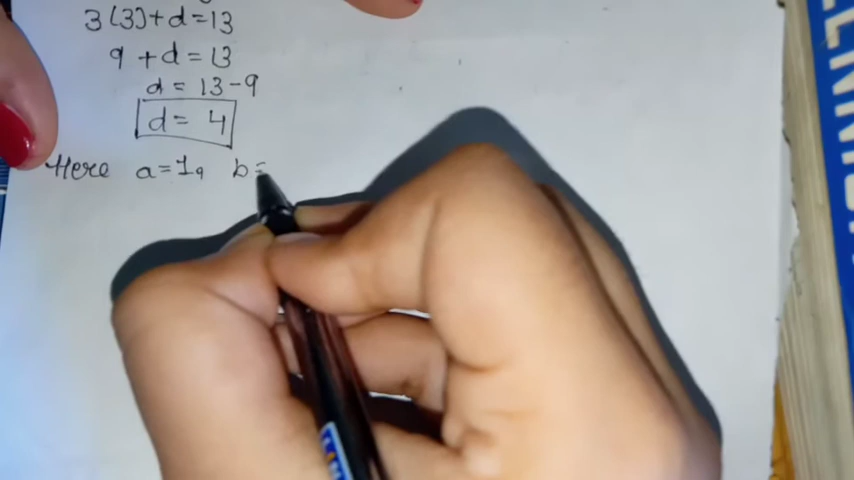 3(3)+d=13
9+d=13
d=13-9
d=4
Here a=1, b=